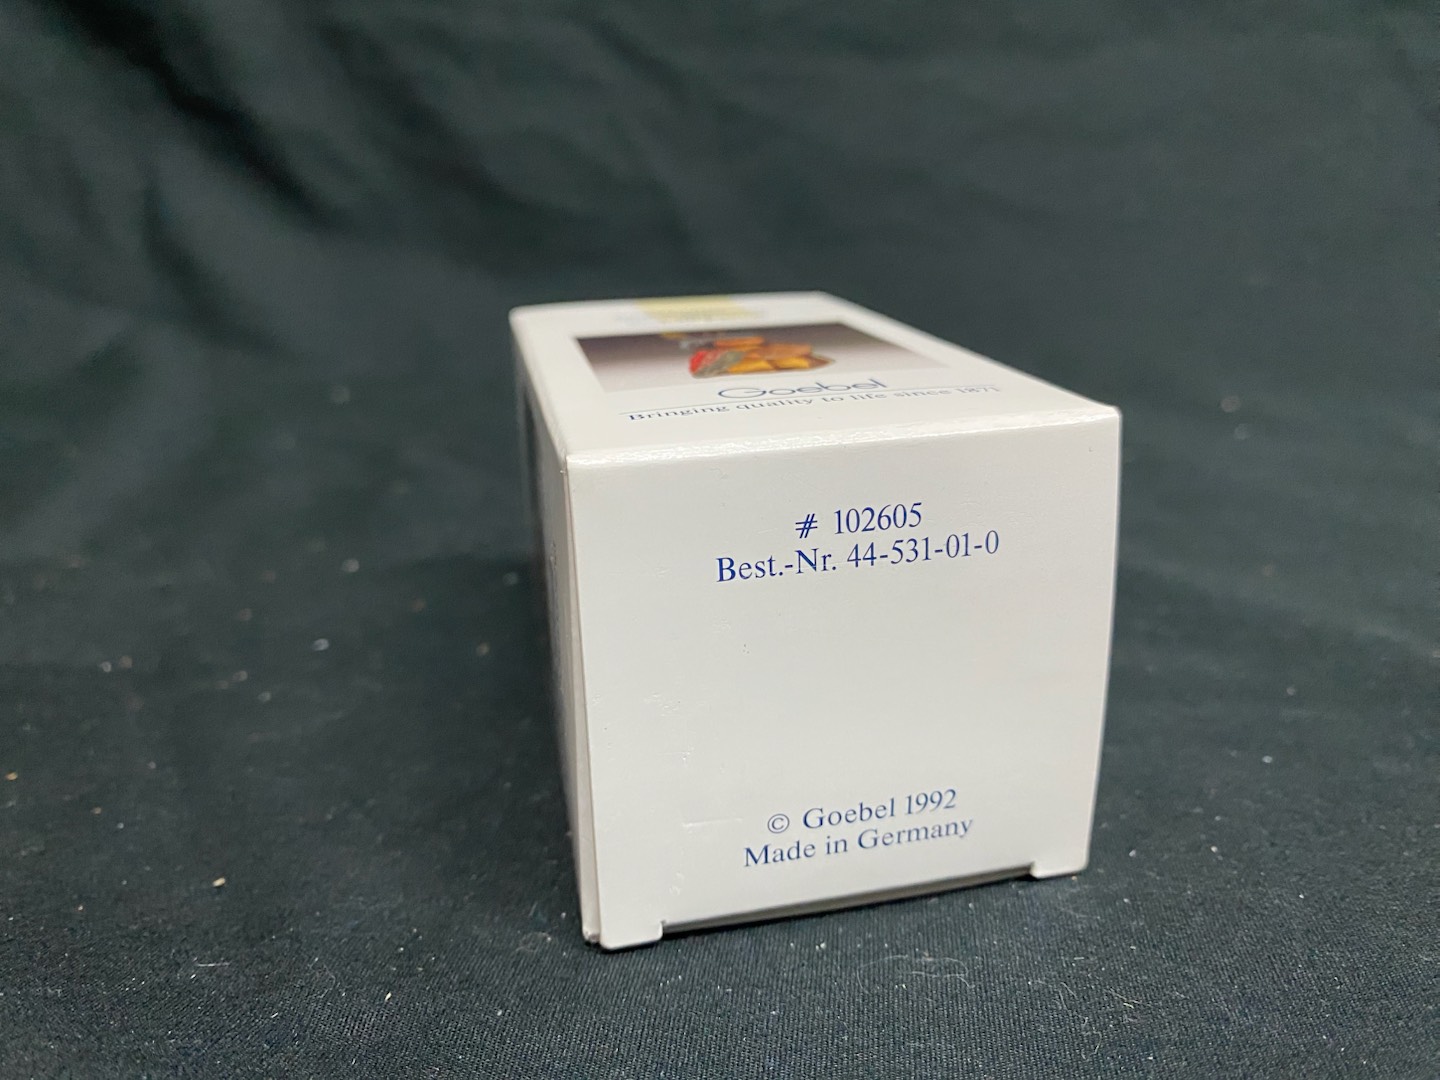 Goebel
Bringing quality to life since 1871
# 102605
Best.-Nr. 44-531-01-0
© Goebel 1992
Made in Germany